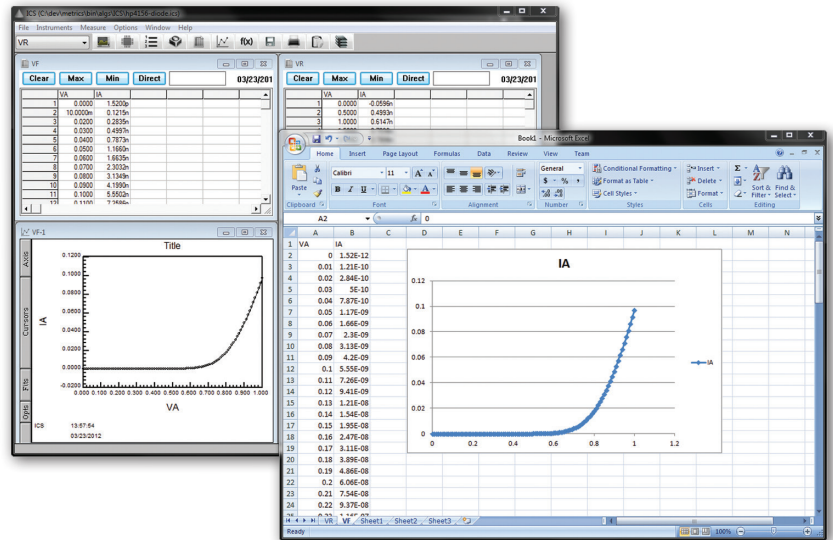 ICS (C:\dev\metrics\bin\algo\ICS\hp4156-diode.ics)
File Instruments Measure Options Window Help
VR f(x)
VF
Clear Max Min Direct 03/23/201
VA IA
1 0.0000 1.5200p
2 10.0000m 0.1215n
3 0.0200 0.2835n
4 0.0300 0.4997n
5 0.0400 0.7873n
6 0.0500 1.1660n
7 0.0600 1.6635n
8 0.0700 2.3032n
9 0.0800 3.1349n
10 0.0900 4.1990n
11 0.1000 5.5502n
12 0.1100 7.2586n
VR
Clear Max Min Direct 03/23/201
VA IA
1 0.0000 -0.0596n
2 0.5000 0.4993n
3 1.0000 0.6147n
VF-1
Axis
Cursors
Fits
Opts
Title
IA
0.1200
0.1000
0.0800
0.0600
0.0400
0.0200
0.0000
-0.0200
0.000 0.100 0.200 0.300 0.400 0.500 0.600 0.700 0.800 0.900 1.000
VA
ICS 13:57:54
03/23/2012
Book1 - Microsoft Excel
Home Insert Page Layout Formulas Data Review View Team
Paste
Clipboard
Calibri 11 A A
B I U A
Font
Alignment
General
$ % ,
Number
Conditional Formatting
Format as Table
Cell Styles
Styles
Insert
Delete
Format
Cells
Σ
Sort & Filter
Find & Select
Editing
A2 fx 0
A B C D E F G H I J K L M N
1 VA IA
2 0 1.52E-12
3 0.01 1.21E-10
4 0.02 2.84E-10
5 0.03 5E-10
6 0.04 7.87E-10
7 0.05 1.17E-09
8 0.06 1.66E-09
9 0.07 2.3E-09
10 0.08 3.13E-09
11 0.09 4.2E-09
12 0.1 5.55E-09
13 0.11 7.26E-09
14 0.12 9.41E-09
15 0.13 1.21E-08
16 0.14 1.54E-08
17 0.15 1.95E-08
18 0.16 2.47E-08
19 0.17 3.11E-08
20 0.18 3.89E-08
21 0.19 4.86E-08
22 0.2 6.06E-08
23 0.21 7.54E-08
24 0.22 9.37E-08
IA
0.12
0.1
0.08
0.06
0.04
0.02
0
0 0.2 0.4 0.6 0.8 1 1.2
IA
VR VF Sheet1 Sheet2 Sheet3
Ready 100%